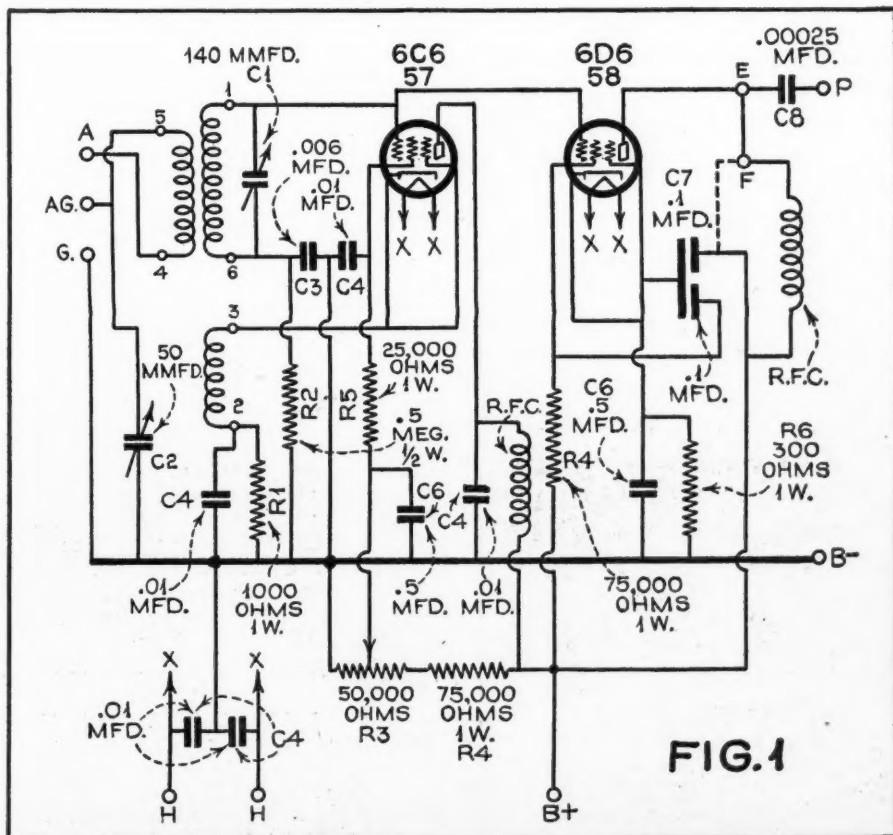 6C6
57
6D6
58
.00025
MFD.
E
P
C8
140 MMFD.
C1
1
5
A
AG.
G.
4
6
.006
MFD.
.01
MFD.
C3
C4
X X
X X
C7
.1
MFD.
F
.1
MFD.
R.F.C.
3
50
MMFD.
C2
2
C4
R1
R2
R5
25,000
OHMS
1 W.
.5
MEG.
1/2 W.
C6
C4
R.F.C.
R4
C6
.5
MFD.
R6
300
OHMS
1 W.
B-
.01
MFD.
1000
OHMS
1 W.
.5
MFD.
.01
MFD.
75,000
OHMS
1 W.
X
X
.01
MFD.
C4
50,000
OHMS
R3
75,000
OHMS
1 W.
R4
H
H
B+
FIG.1